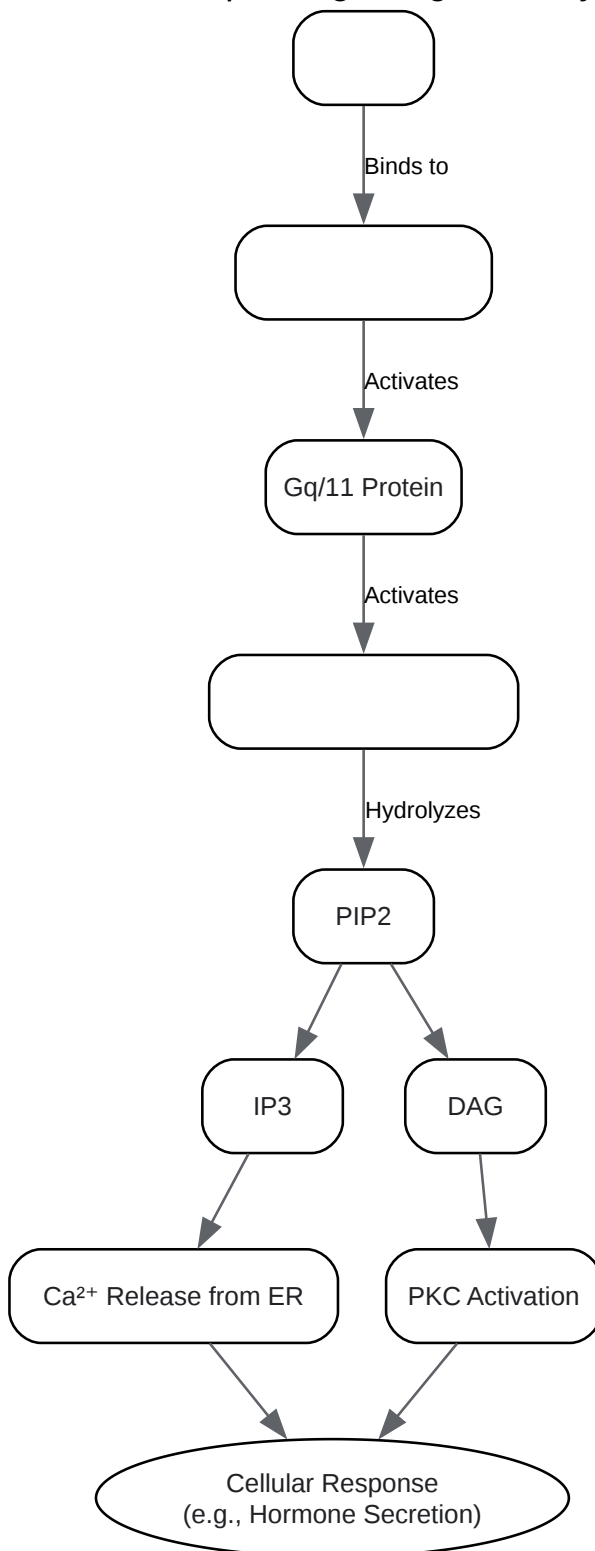 Binds to
Activates
Gq/11 Protein
Activates
Hydrolyzes
PIP2
IP3
DAG
Ca²⁺ Release from ER
PKC Activation
Cellular Response
(e.g., Hormone Secretion)